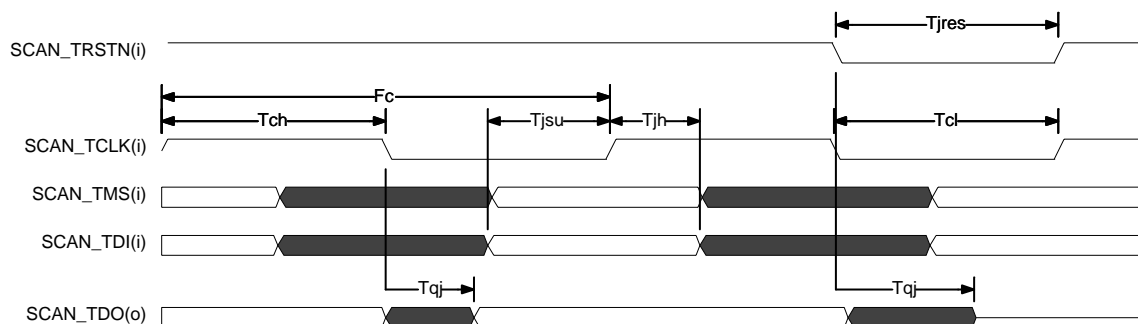 Tjres
SCAN_TRSTN(i)
Fc
Tch
Tjsu
Tjh
Tcl
SCAN_TCLK(i)
SCAN_TMS(i)
SCAN_TDI(i)
Tqj
Tqj
SCAN_TDO(o)